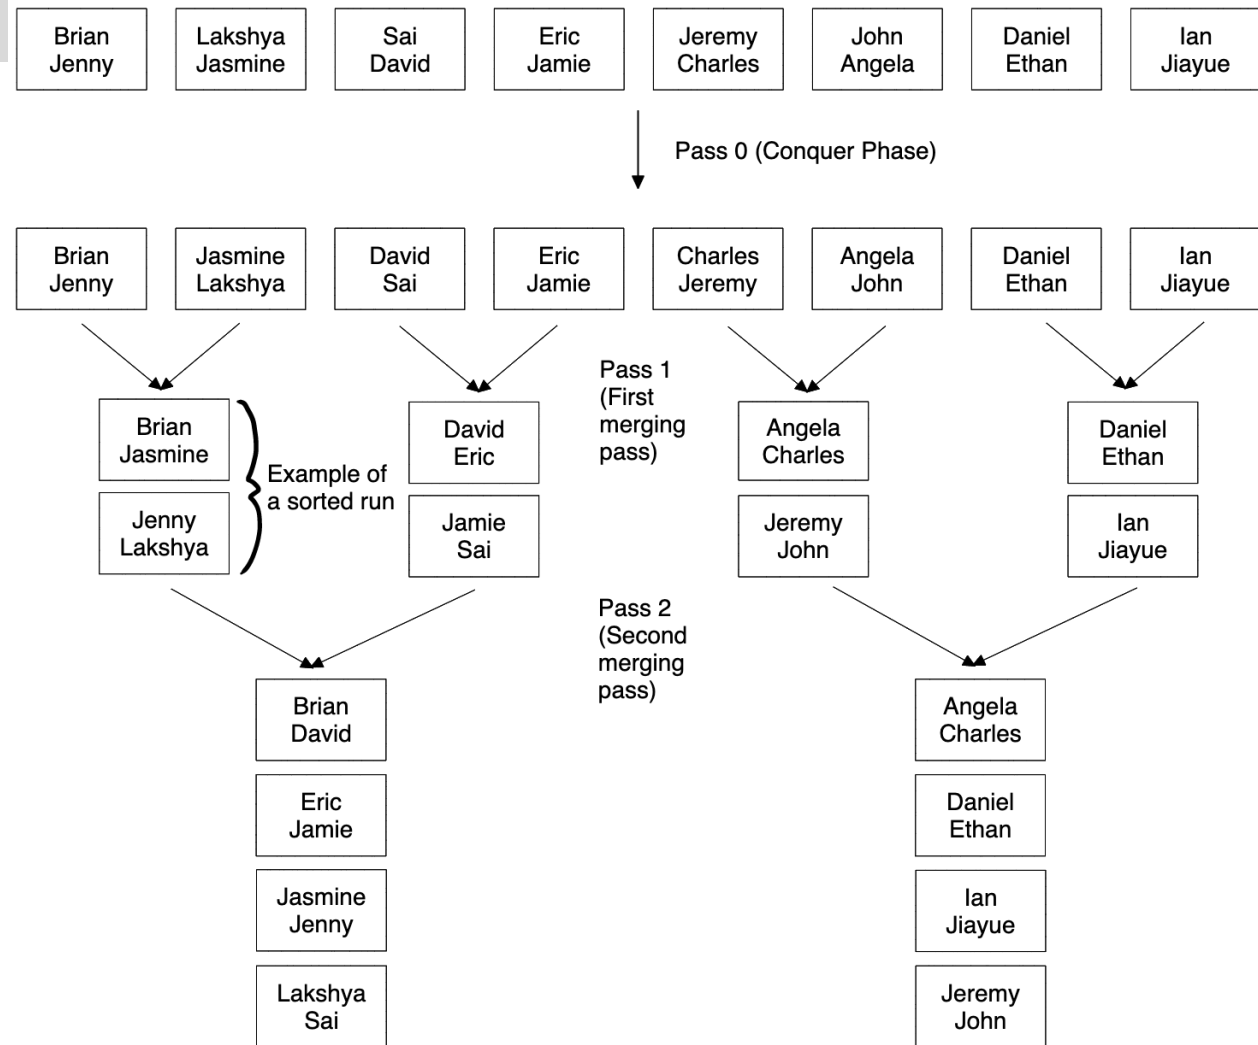 Brian
Jenny
Lakshya
Jasmine
Sai
David
Eric
Jamie
Jeremy
Charles
John
Angela
Daniel
Ethan
Ian
Jiayue
Pass 0 (Conquer Phase)
Brian
Jenny
Jasmine
Lakshya
David
Sai
Eric
Jamie
Charles
Jeremy
Angela
John
Daniel
Ethan
Ian
Jiayue
Pass 1
(First
merging
pass)
Brian
Jasmine
Jenny
Lakshya
Example of
a sorted run
David
Eric
Jamie
Sai
Angela
Charles
Jeremy
John
Daniel
Ethan
Ian
Jiayue
Pass 2
(Second
merging
pass)
Brian
David
Eric
Jamie
Jasmine
Jenny
Lakshya
Sai
Angela
Charles
Daniel
Ethan
Ian
Jiayue
Jeremy
John